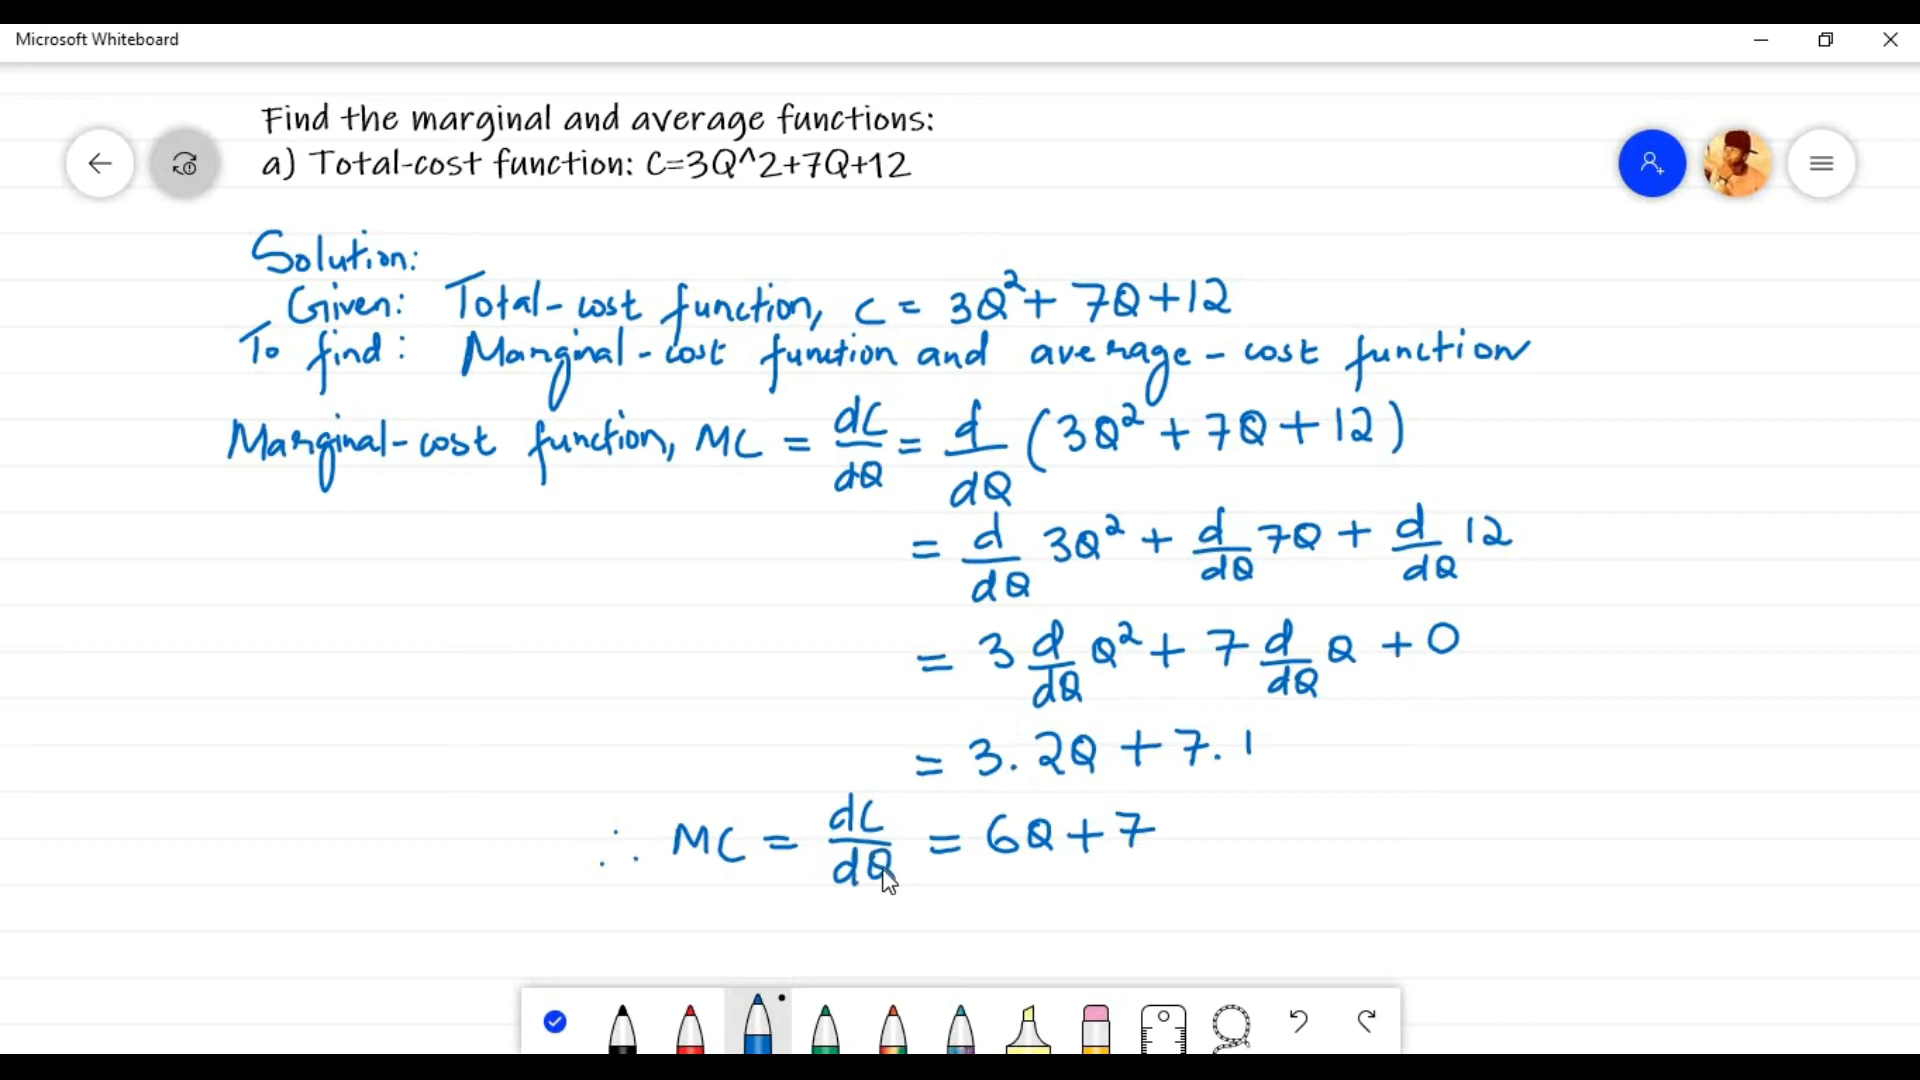 Microsoft Whiteboard
Find the marginal and average functions:
a) Total-cost function: C=3Q^2+7Q+12
Solution:
Given: Total-cost function, C = 3Q² + 7Q + 12
To find: Marginal-cost function and average-cost function
Marginal-cost function, MC = dC/dQ = d/dQ (3Q² + 7Q + 12)
= d/dQ 3Q² + d/dQ 7Q + d/dQ 12
= 3 d/dQ Q² + 7 d/dQ Q + 0
= 3. 2Q + 7. 1
∴ MC = dC/dQ = 6Q + 7